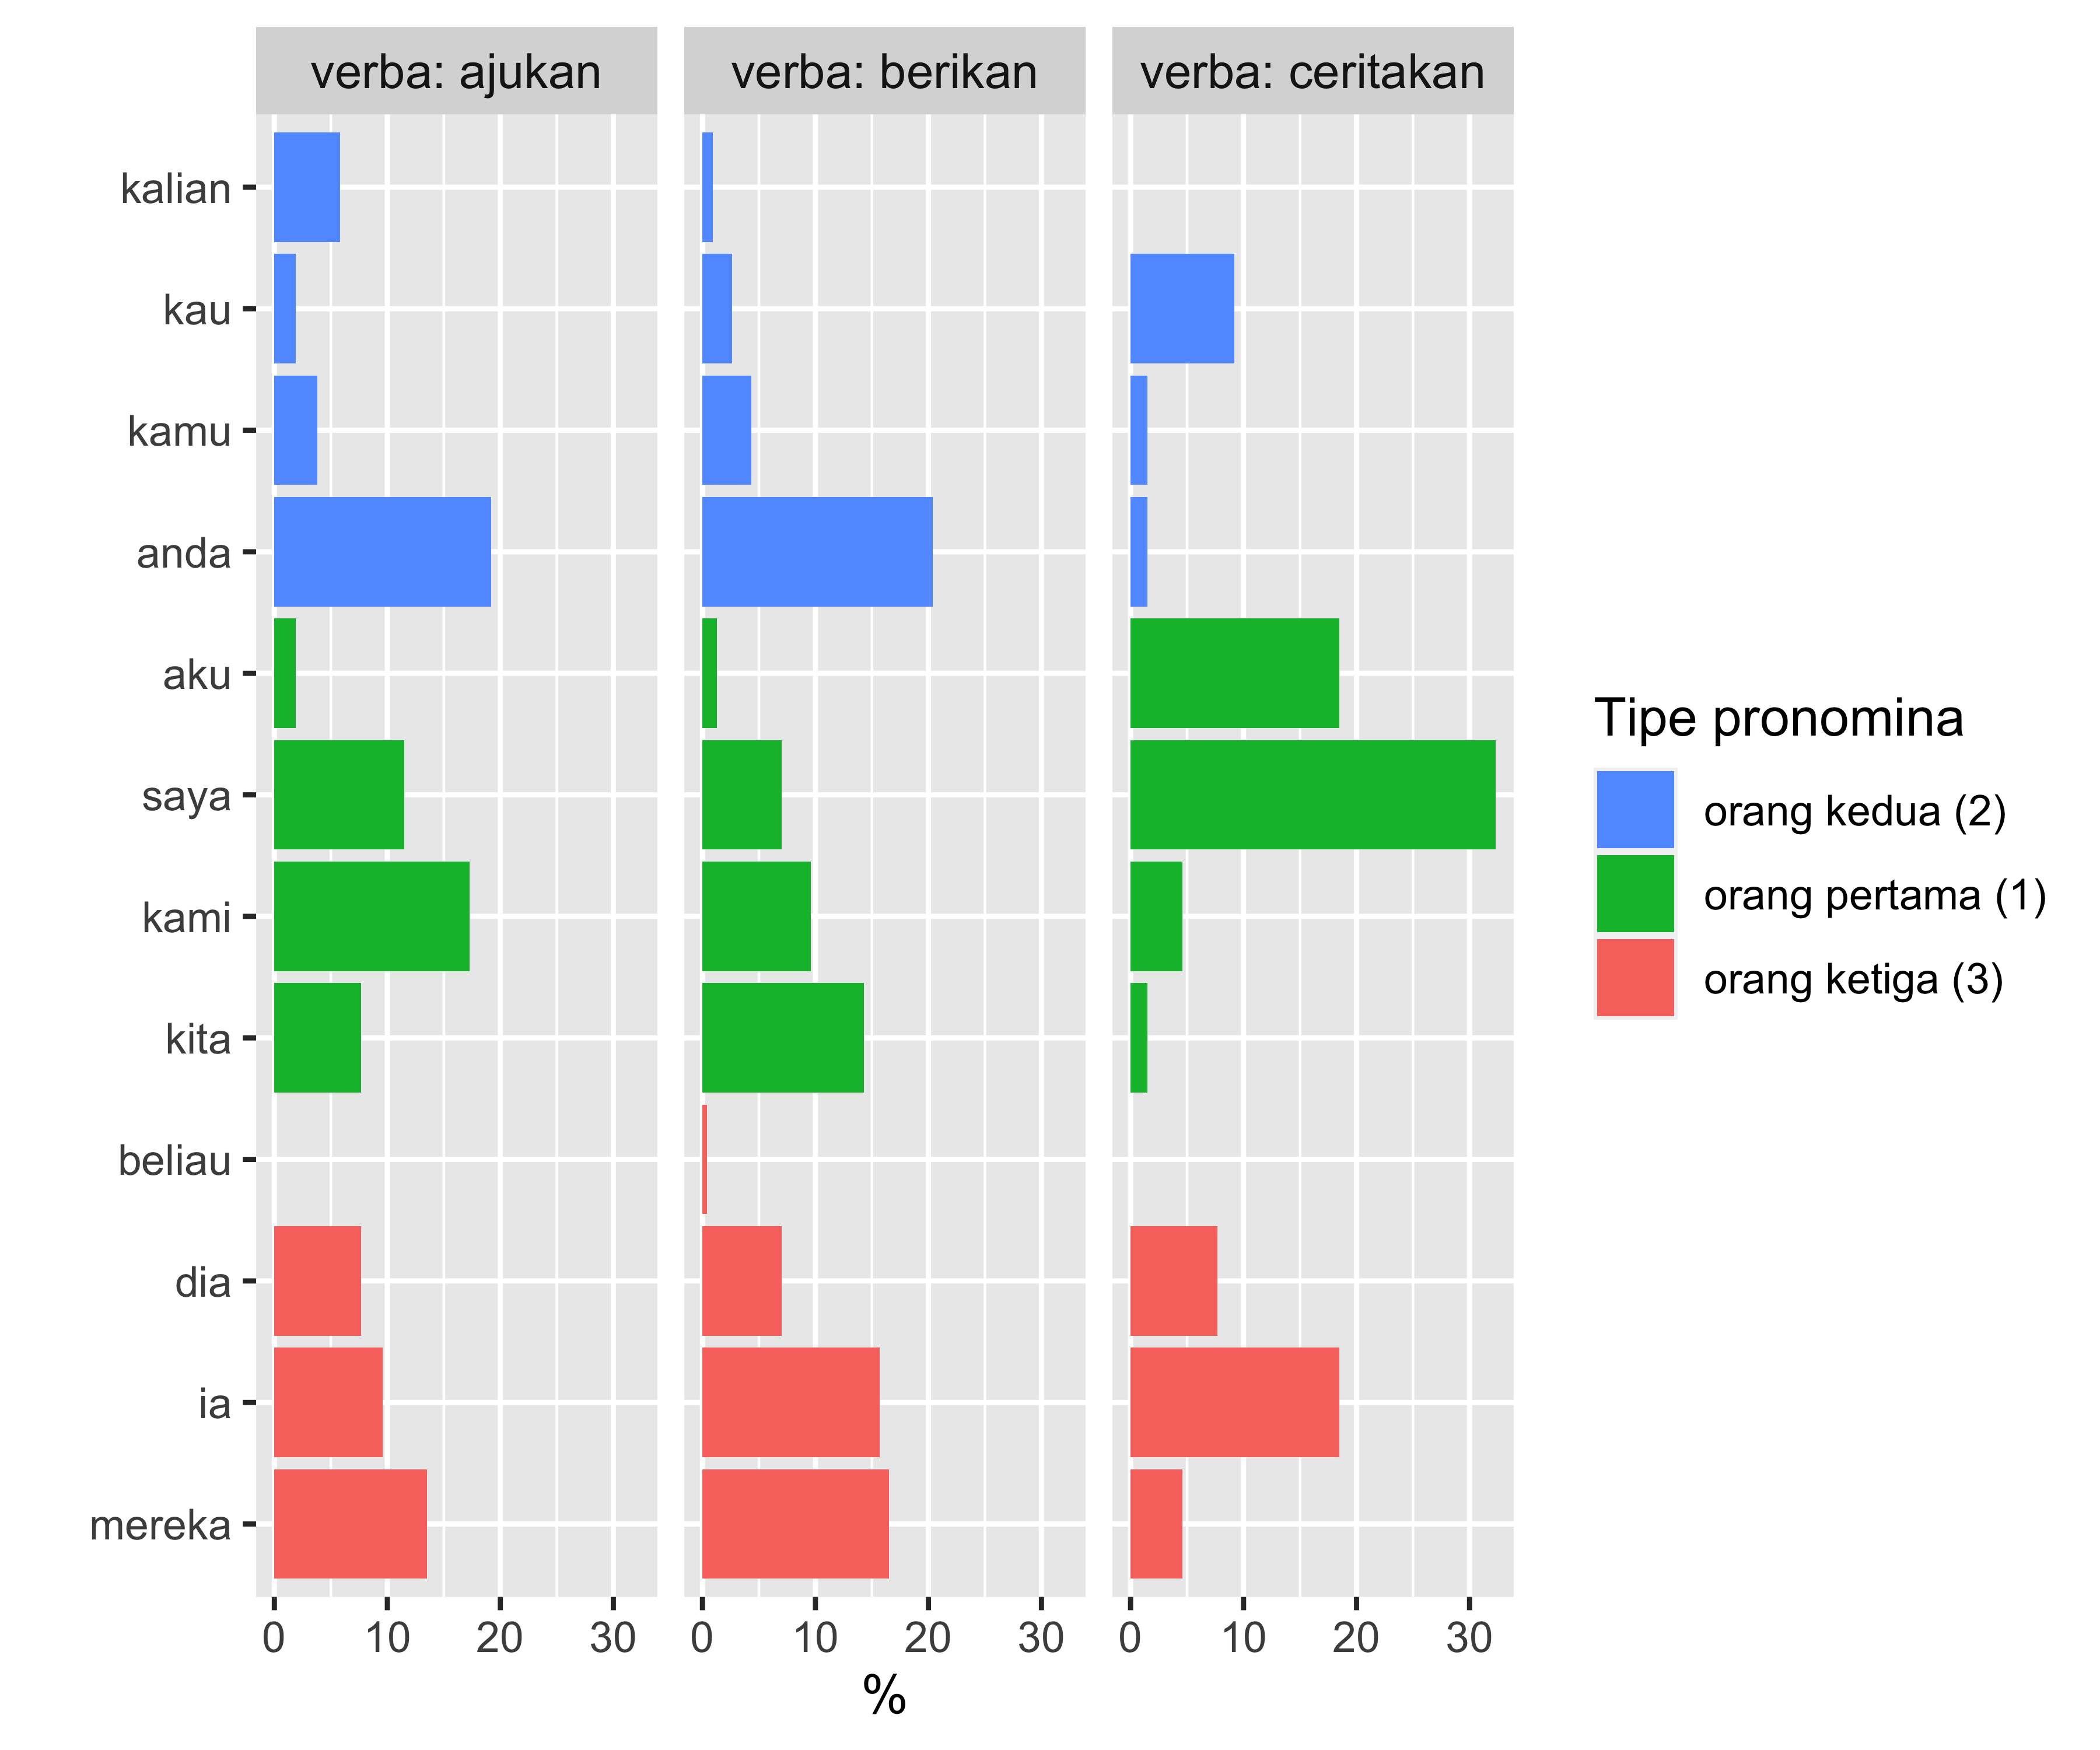 verba: ajukan
verba: berikan
verba: ceritakan
kalian
kau
kamu
anda
aku
saya
kami
kita
beliau
dia
ia
mereka
0 10 20 30
0 10 20 30
0 10 20 30
%
Tipe pronomina
orang kedua (2)
orang pertama (1)
orang ketiga (3)